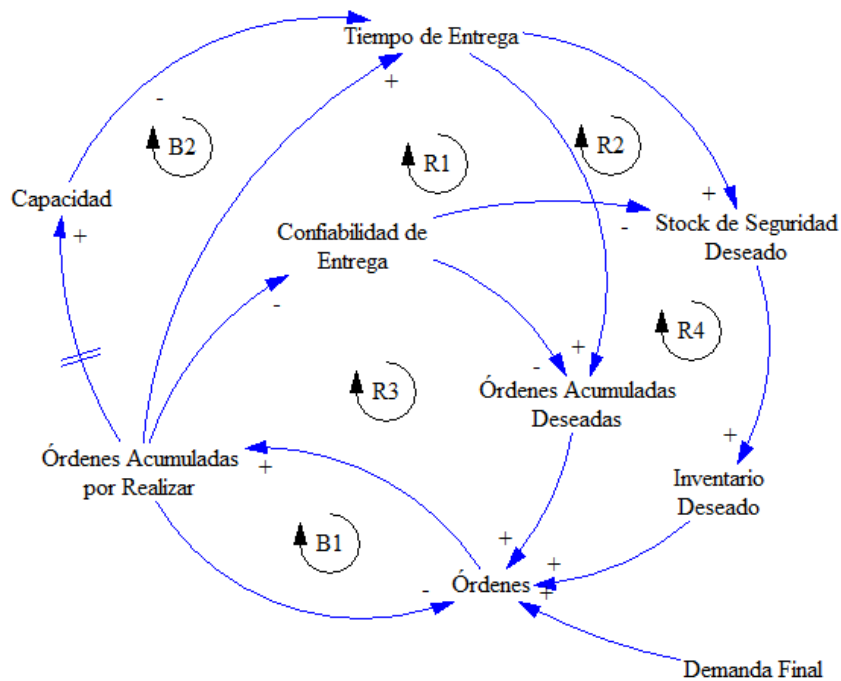 Tiempo de Entrega
+
-
B2
R1
R2
Capacidad
+
+
Confiabilidad de
Entrega
-
Stock de Seguridad
Deseado
-
R4
R3
-
+
Órdenes Acumuladas
Deseadas
Órdenes Acumuladas
por Realizar
+
+
Inventario
Deseado
B1
+
+
-
Órdenes
+
Demanda Final